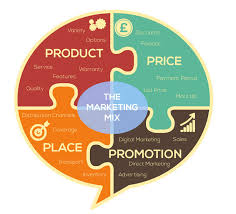 Variety
Options
PRODUCT
Service
Warranty
Features
Quality
£
Discounts
Finance
PRICE
Payment Period
List Price
THE
MARKETING
MIX
Distribution Channels
Coverage
PLACE
Transport
Inventory
Sales
Digital Marketing
PROMOTION
Direct Marketing
Advertising